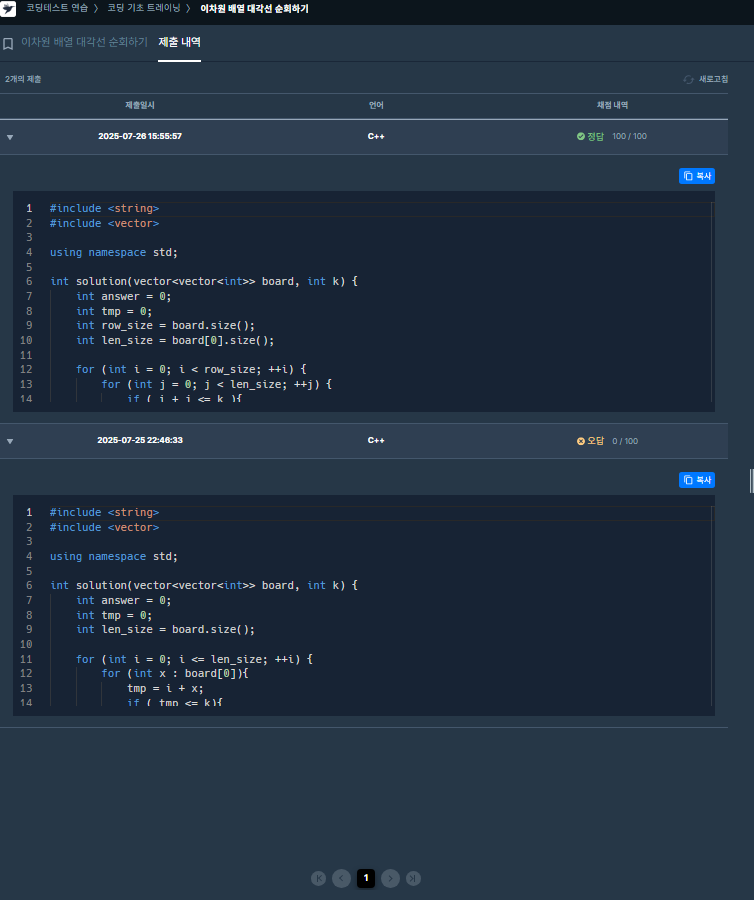 코딩테스트 연습 〉 코딩 기초 트레이닝 〉 이차원 배열 대각선 순회하기
이차원 배열 대각선 순회하기 제출 내역
2개의 제출 새로고침
제출일시 언어 채점 내역
▼ 2025-07-26 15:55:57 C++ 정답 100 / 100
복사
1 #include <string>
2 #include <vector>
3
4 using namespace std;
5
6 int solution(vector<vector<int>> board, int k) {
7 int answer = 0;
8 int tmp = 0;
9 int row_size = board.size();
10 int len_size = board[0].size();
11
12 for (int i = 0; i < row_size; ++i) {
13 for (int j = 0; j < len_size; ++j) {
14 if ( i + j <= k ){
▼ 2025-07-25 22:46:33 C++ 오답 0 / 100
복사
1 #include <string>
2 #include <vector>
3
4 using namespace std;
5
6 int solution(vector<vector<int>> board, int k) {
7 int answer = 0;
8 int tmp = 0;
9 int len_size = board.size();
10
11 for (int i = 0; i <= len_size; ++i) {
12 for (int x : board[0]){
13 tmp = i + x;
14 if ( tmp <= k){
1